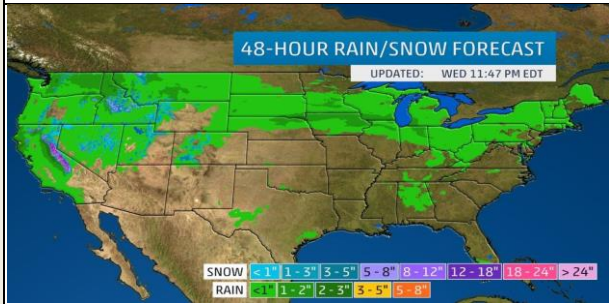 48-HOUR RAIN/SNOW FORECAST
UPDATED: WED 11:47 PM EDT
SNOW <1" 1 - 3" 3 - 5" 5 - 8" 8 - 12" 12 - 18" 18 - 24" > 24"
RAIN <1" 1 - 2" 2 - 3" 3 - 5" 5 - 8"